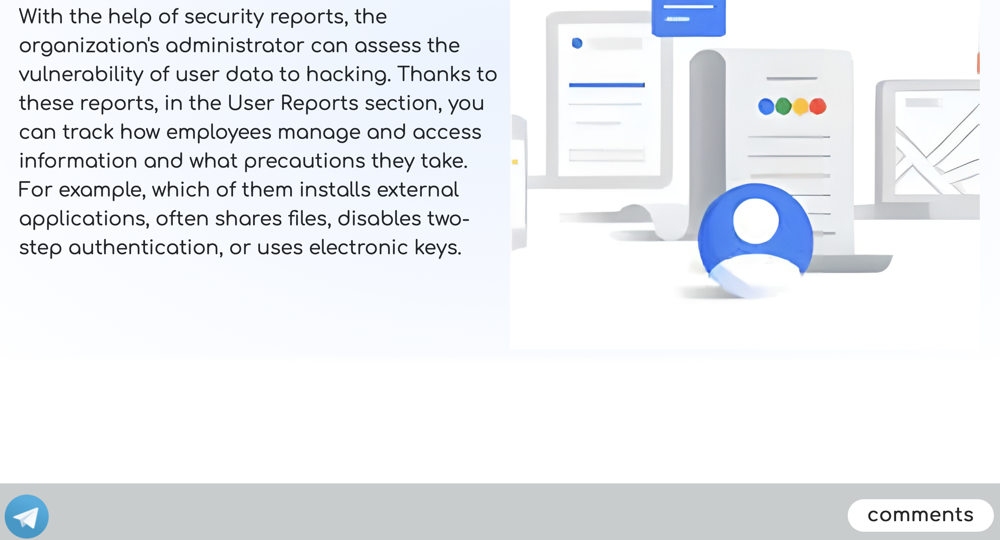 With the help of security reports, the
organization's administrator can assess the
vulnerability of user data to hacking. Thanks to
these reports, in the User Reports section, you
can track how employees manage and access
information and what precautions they take.
For example, which of them installs external
applications, often shares files, disables two-
step authentication, or uses electronic keys.
comments